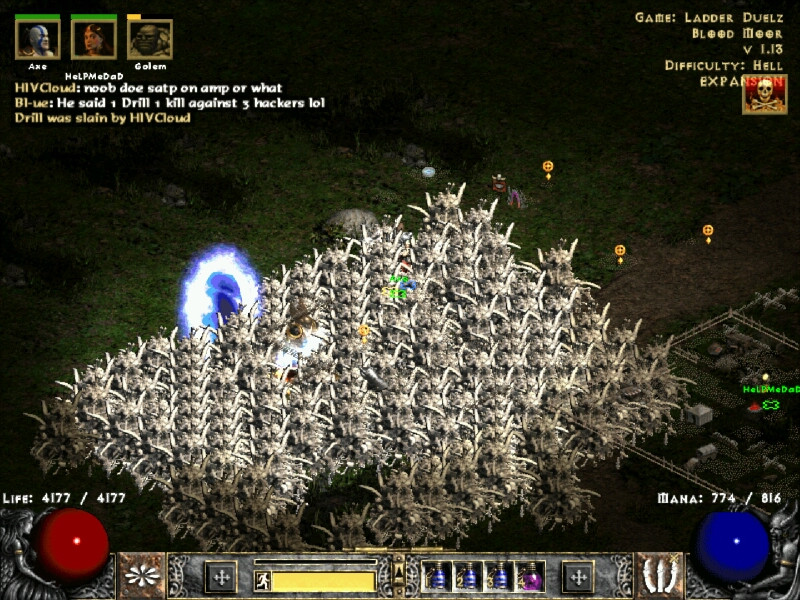 Game: Ladder Duelz
Blood Moor
v 1.13
Difficulty: Hell
Expansion
Axe
HeLPMeDaD
Golem
HIVCloud: noob doe satp on amp or what
Bl-ue: He said 1 Drill 1 kill against 3 hackers lol
Drill was slain by HIVCloud
HeLPMeDaD
Life: 4177 / 4177
Mana: 774 / 816